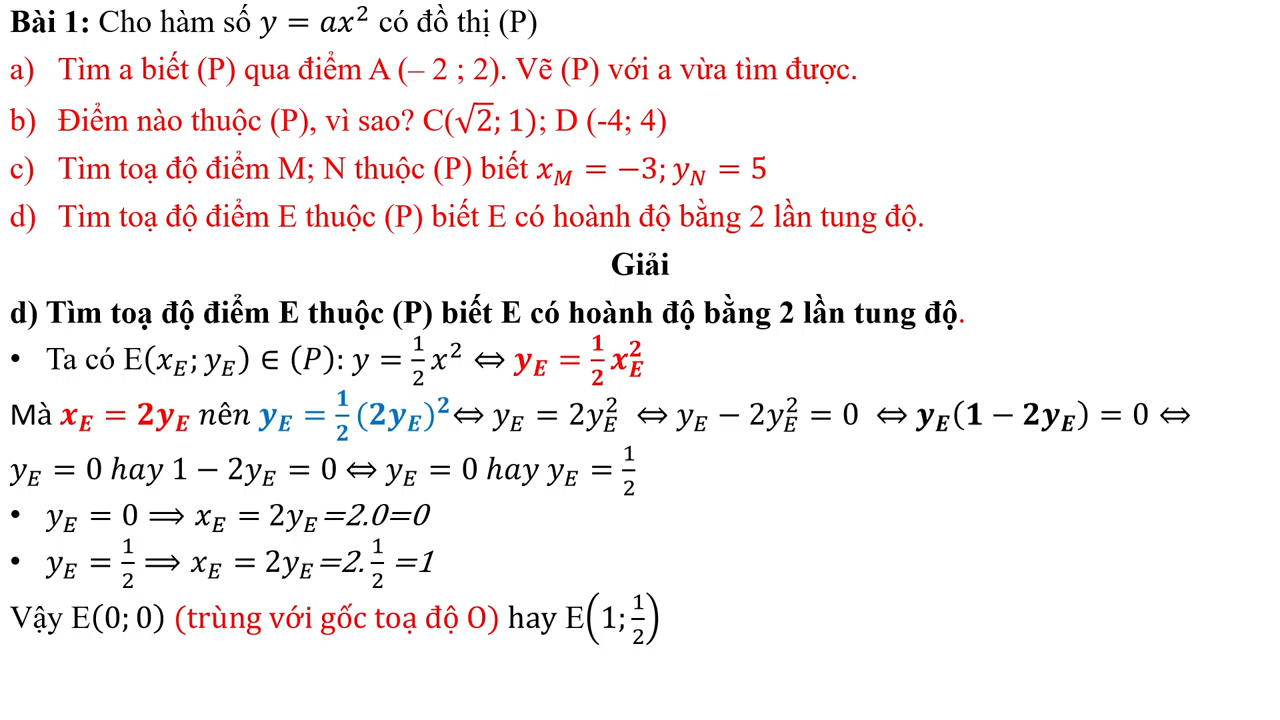 Bài 1: Cho hàm số y = ax² có đồ thị (P)
a) Tìm a biết (P) qua điểm A (– 2 ; 2). Vẽ (P) với a vừa tìm được.
b) Điểm nào thuộc (P), vì sao? C(√2; 1); D (-4; 4)
c) Tìm toạ độ điểm M; N thuộc (P) biết x_M = −3; y_N = 5
d) Tìm toạ độ điểm E thuộc (P) biết E có hoành độ bằng 2 lần tung độ.
Giải
d) Tìm toạ độ điểm E thuộc (P) biết E có hoành độ bằng 2 lần tung độ.
• Ta có E(x_E; y_E) ∈ (P): y = 1/2 x² ⇔ y_E = 1/2 x_E²
Mà x_E = 2y_E nên y_E = 1/2 (2y_E)² ⇔ y_E = 2y_E² ⇔ y_E − 2y_E² = 0 ⇔ y_E(1 − 2y_E) = 0 ⇔
y_E = 0 hay 1 − 2y_E = 0 ⇔ y_E = 0 hay y_E = 1/2
• y_E = 0 ⟹ x_E = 2y_E =2.0=0
• y_E = 1/2 ⟹ x_E = 2y_E =2. 1/2 =1
Vậy E(0; 0) (trùng với gốc toạ độ O) hay E(1; 1/2)